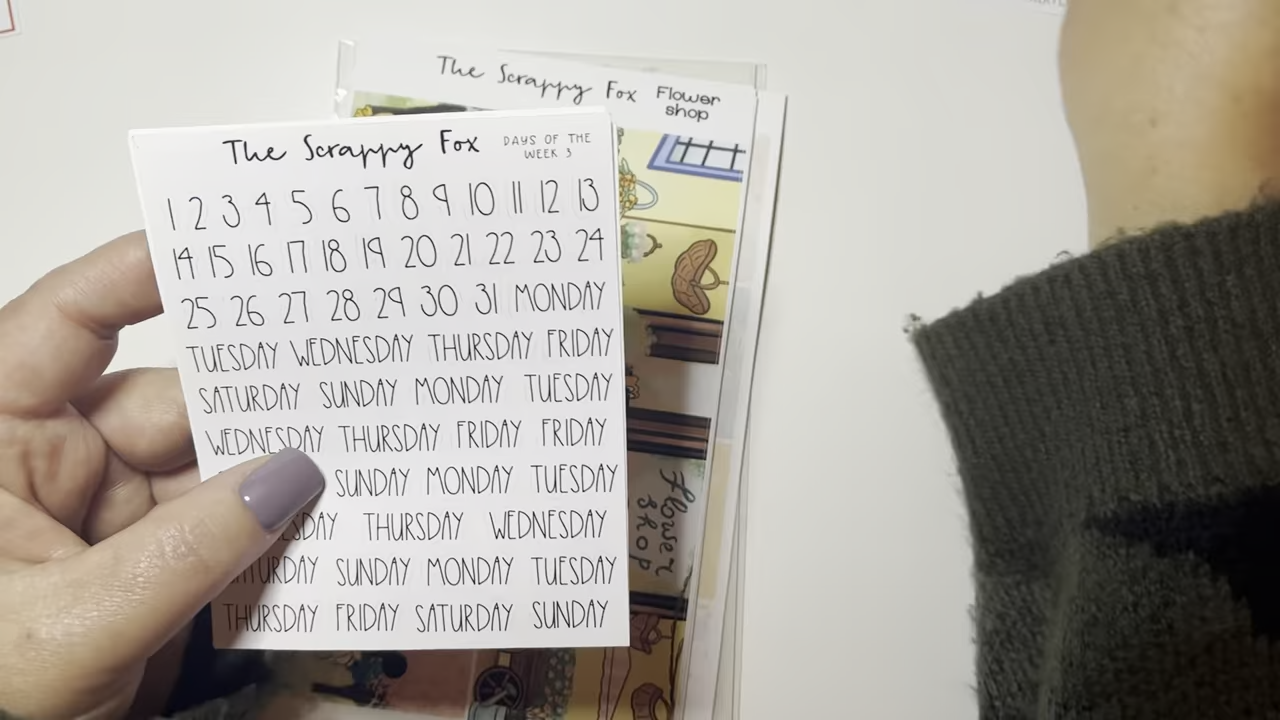 The Scrappy Fox Flower
shop
The Scrappy Fox DAYS OF THE
WEEK 3
1 2 3 4 5 6 7 8 9 10 11 12 13
14 15 16 17 18 19 20 21 22 23 24
25 26 27 28 29 30 31 MONDAY
TUESDAY WEDNESDAY THURSDAY FRIDAY
SATURDAY SUNDAY MONDAY TUESDAY
WEDNESDAY THURSDAY FRIDAY FRIDAY
SUNDAY MONDAY TUESDAY
THURSDAY WEDNESDAY
SATURDAY SUNDAY MONDAY TUESDAY
THURSDAY FRIDAY SATURDAY SUNDAY
flower
shop